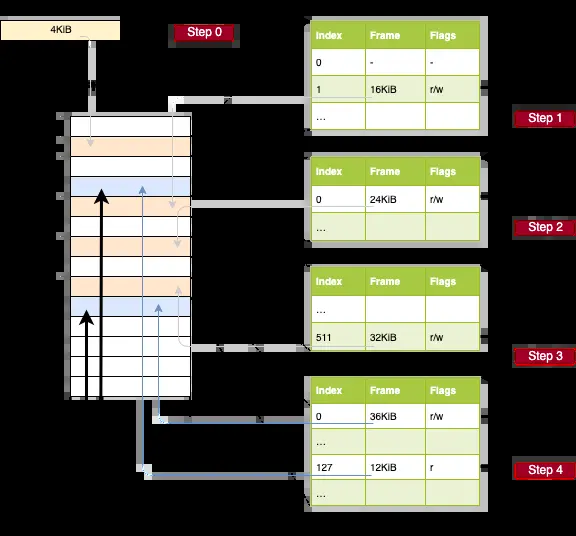 4KiB
Step 0
Index Frame Flags
0 - -
1 16KiB r/w
...
Step 1
Index Frame Flags
0 24KiB r/w
...
Step 2
Index Frame Flags
...
511 32KiB r/w
Step 3
Index Frame Flags
0 36KiB r/w
...
127 12KiB r
...
Step 4